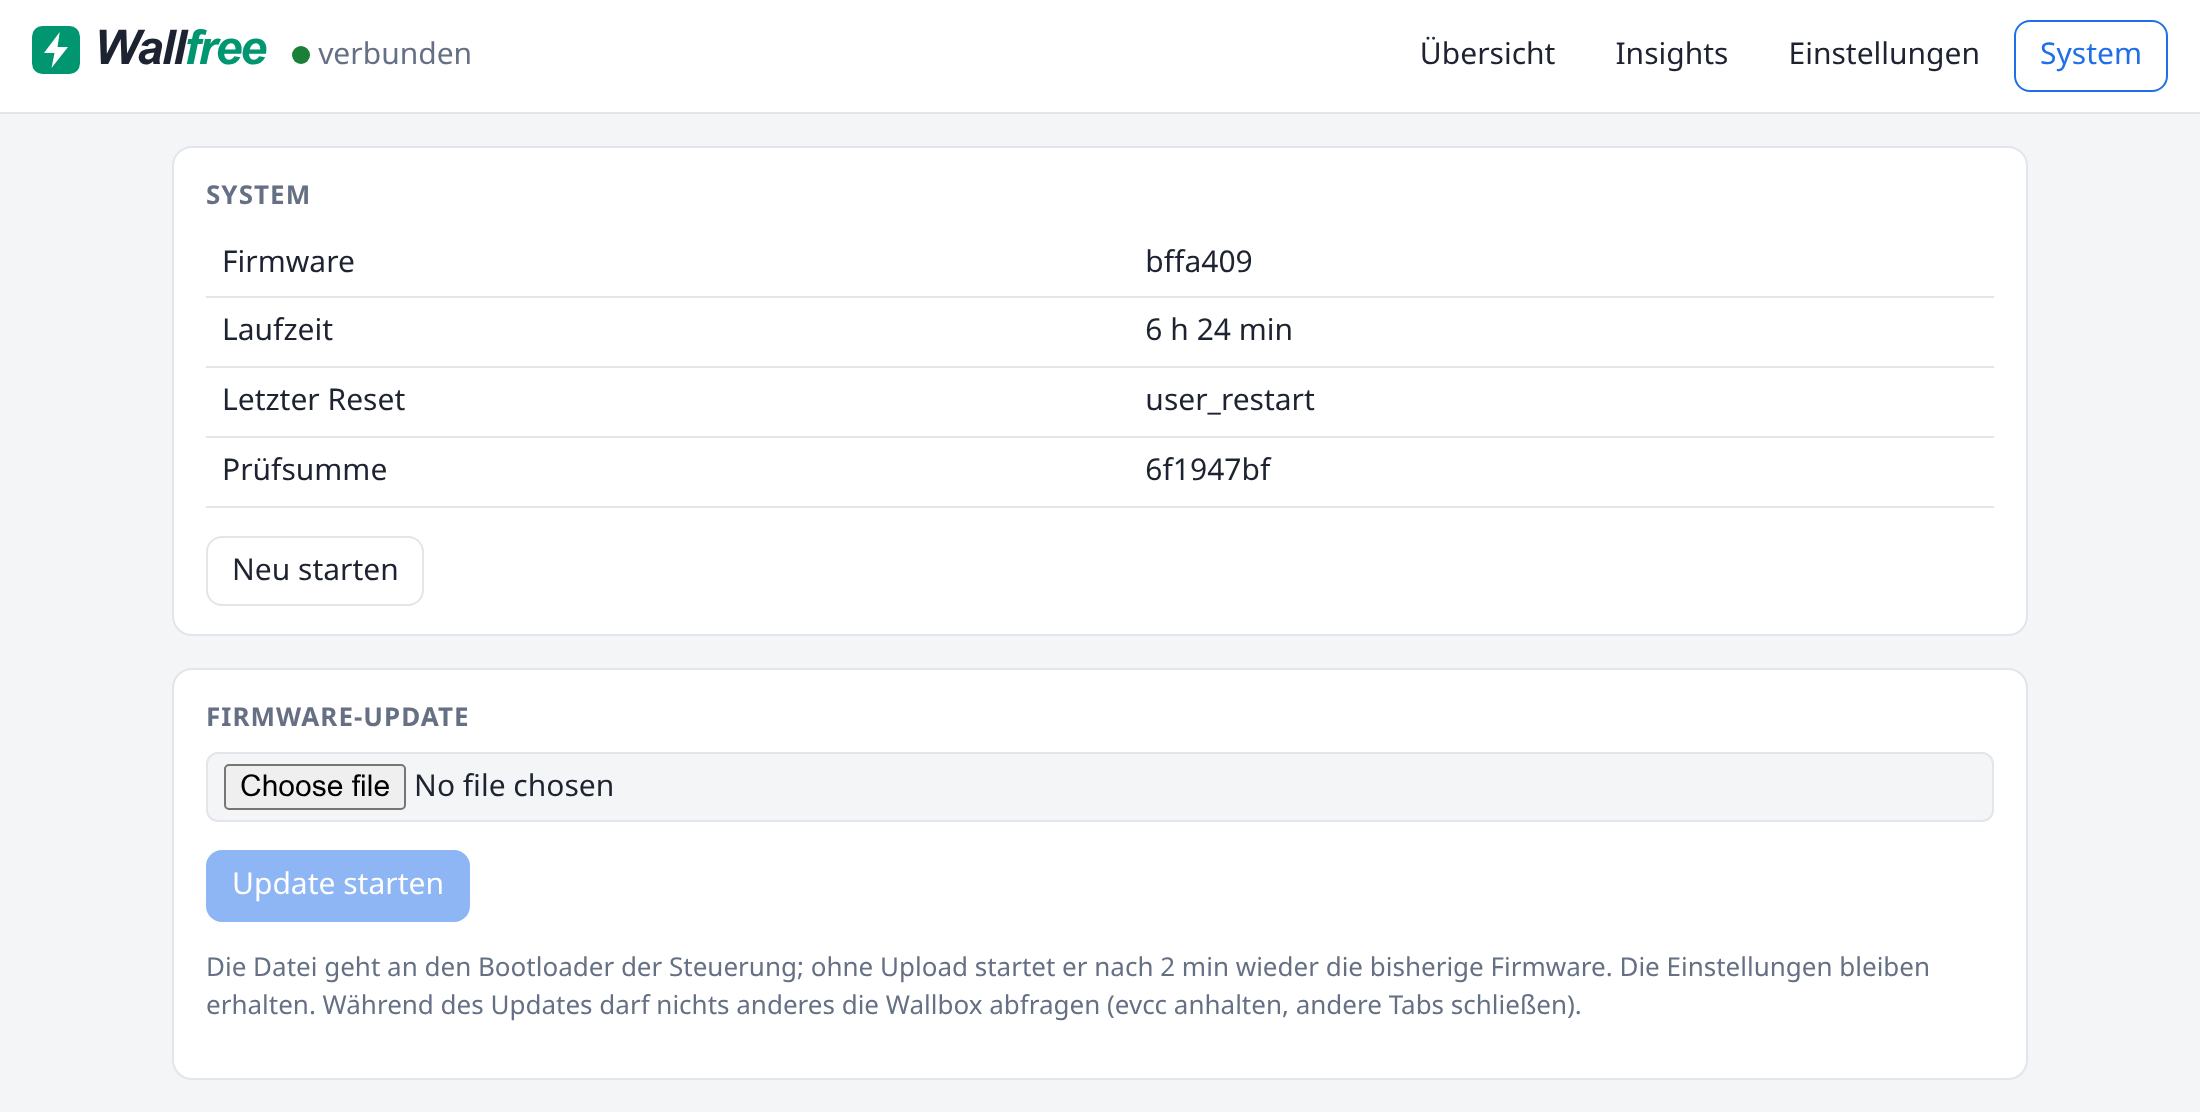 Wallfree verbunden Übersicht Insights Einstellungen System
SYSTEM
Firmware bffa409
Laufzeit 6 h 24 min
Letzter Reset user_restart
Prüfsumme 6f1947bf
Neu starten
FIRMWARE-UPDATE
Choose file No file chosen
Update starten
Die Datei geht an den Bootloader der Steuerung; ohne Upload startet er nach 2 min wieder die bisherige Firmware. Die Einstellungen bleiben
erhalten. Während des Updates darf nichts anderes die Wallbox abfragen (evcc anhalten, andere Tabs schließen).